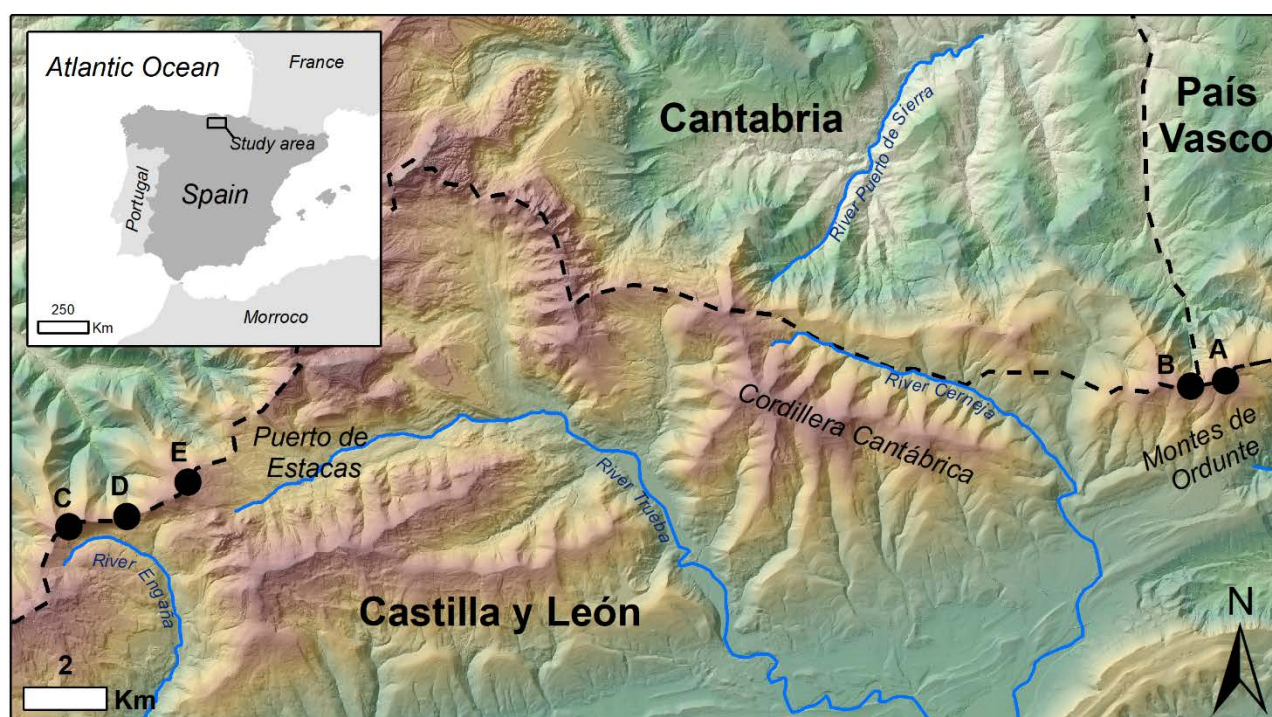 Atlantic Ocean
France
Study area
Portugal
Spain
250
Km
Morroco
Cantabria
País
Vasco
River Puerto de Sierra
B
A
River Cerneja
Cordillera Cantábrica
Montes de
Ordunte
Puerto de
Estacas
E
D
C
River Trueba
River Engaña
Castilla y León
2
Km
N